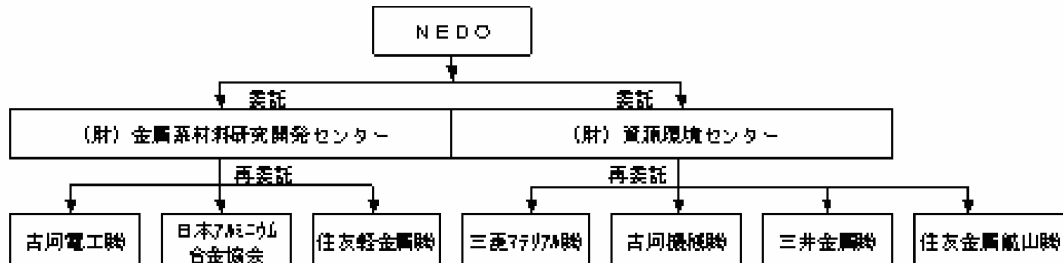 NEDO
委託 委託
(財) 金属系材料研究開発センター (財) 資源環境センター
再委託 再委託
古河電工㈱ 日本アルミニウム 住友軽金属㈱ 三菱マテリアル㈱ 古河機械㈱ 三井金属㈱ 住友金属鉱山㈱
合金協会